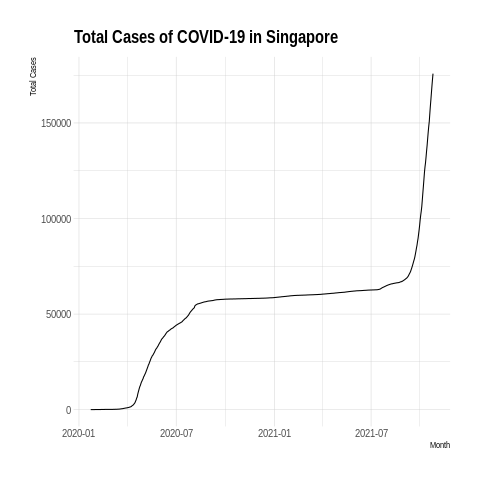 Total Cases of COVID-19 in Singapore
Total Cases
150000
100000
50000
0
2020-01 2020-07 2021-01 2021-07
Month